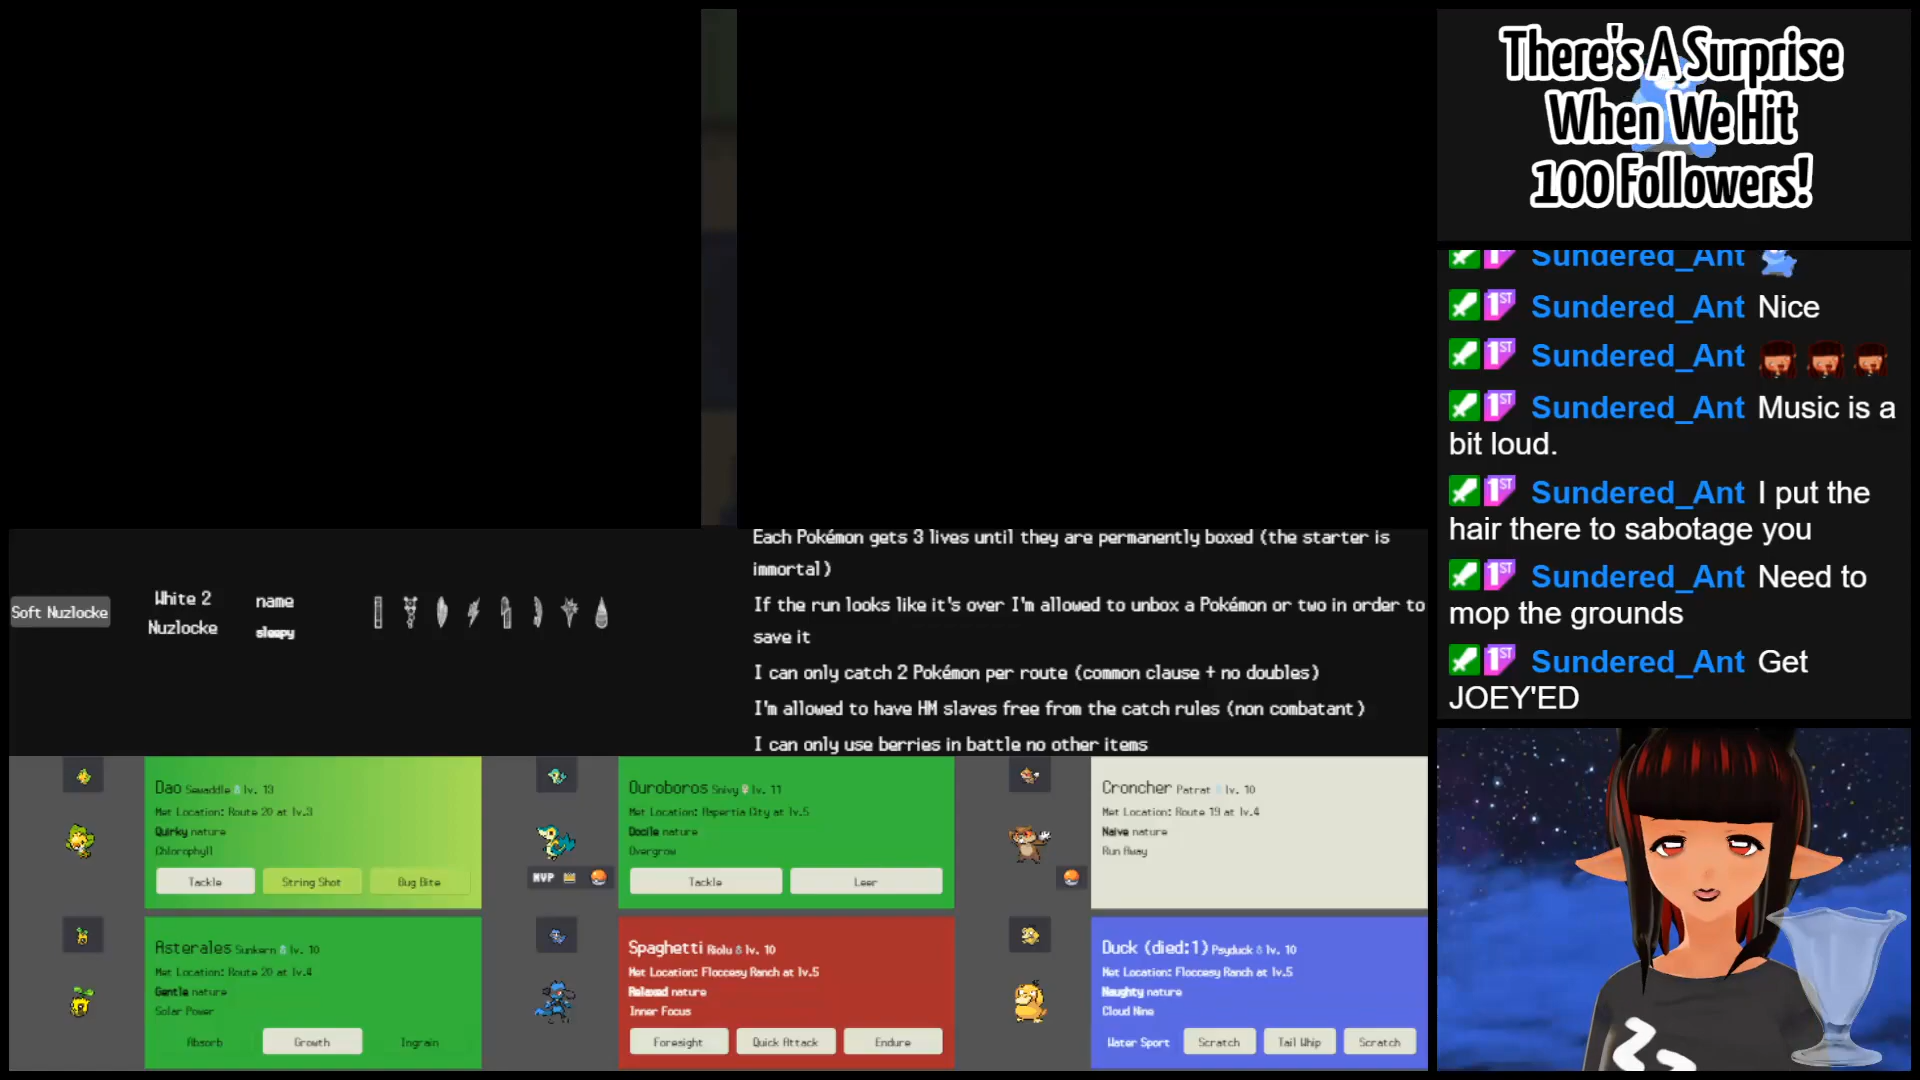 There's A Surprise
When We Hit
100 Followers!
Sundered_Ant
Sundered_Ant Nice
Sundered_Ant
Sundered_Ant Music is a
bit loud.
Sundered_Ant I put the
hair there to sabotage you
Sundered_Ant Need to
mop the grounds
Sundered_Ant Get
JOEY'ED
Each Pokémon gets 3 lives until they are permanently boxed (the starter is
immortal)
If the run looks like it's over I'm allowed to unbox a Pokémon or two in order to
save it
I can only catch 2 Pokémon per route (common clause + no doubles)
I'm allowed to have HM slaves free from the catch rules (non combatant)
I can only use berries in battle no other items
Soft Nuzlocke
White 2
Nuzlocke
name
sleepy
Dao Sewaddle lv. 13
Met Location: Route 20 at lv.3
Quirky nature
Chlorophyll
Tackle
String Shot
Bug Bite
MVP
Ouroboros Snivy lv. 11
Met Location: Aspertia City at lv.5
Docile nature
Overgrow
Tackle
Leer
Croncher Patrat lv. 10
Met Location: Route 19 at lv.4
Naive nature
Run Away
Asterales Sunkern lv. 10
Met Location: Route 20 at lv.4
Gentle nature
Solar Power
Absorb
Growth
Ingrain
Spaghetti Riolu lv. 10
Met Location: Floccesy Ranch at lv.5
Relaxed nature
Inner Focus
Foresight
Quick Attack
Endure
Duck (died:1) Psyduck lv. 10
Met Location: Floccesy Ranch at lv.5
Naughty nature
Cloud Nine
Water Sport
Scratch
Tail Whip
Scratch